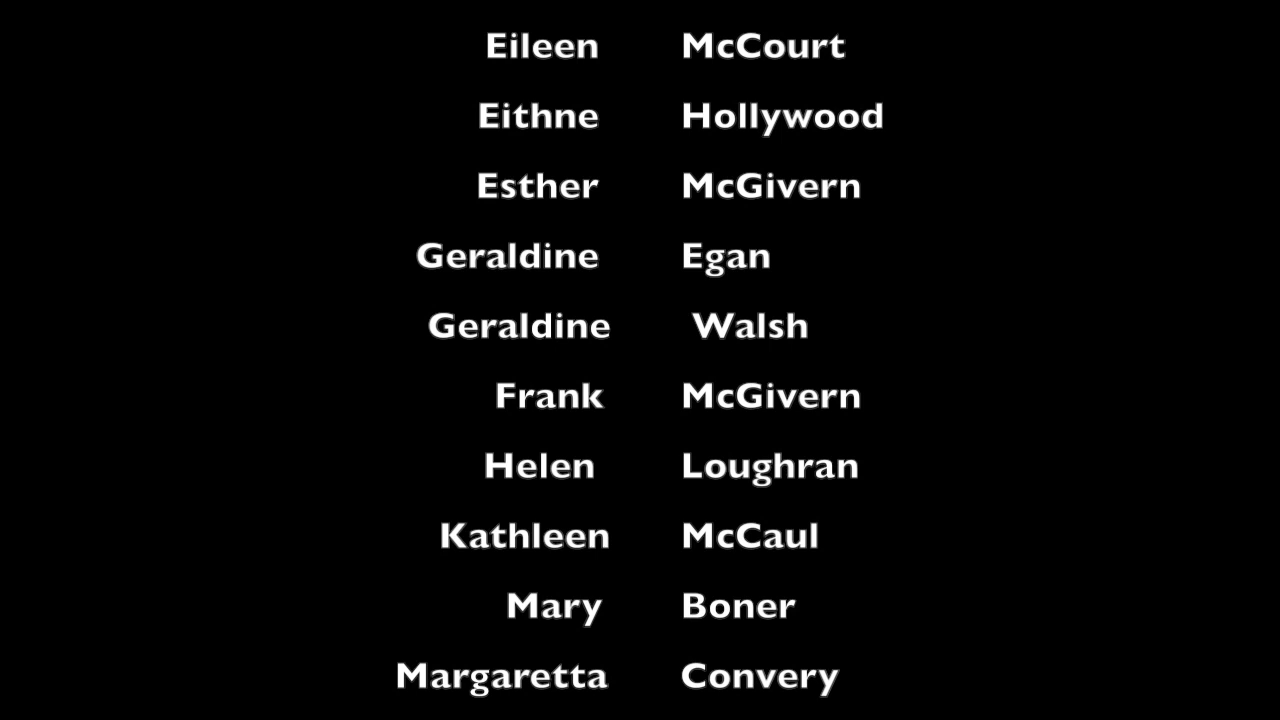 Eileen McCourt
Eithne Hollywood
Esther McGivern
Geraldine Egan
Geraldine Walsh
Frank McGivern
Helen Loughran
Kathleen McCaul
Mary Boner
Margaretta Convery